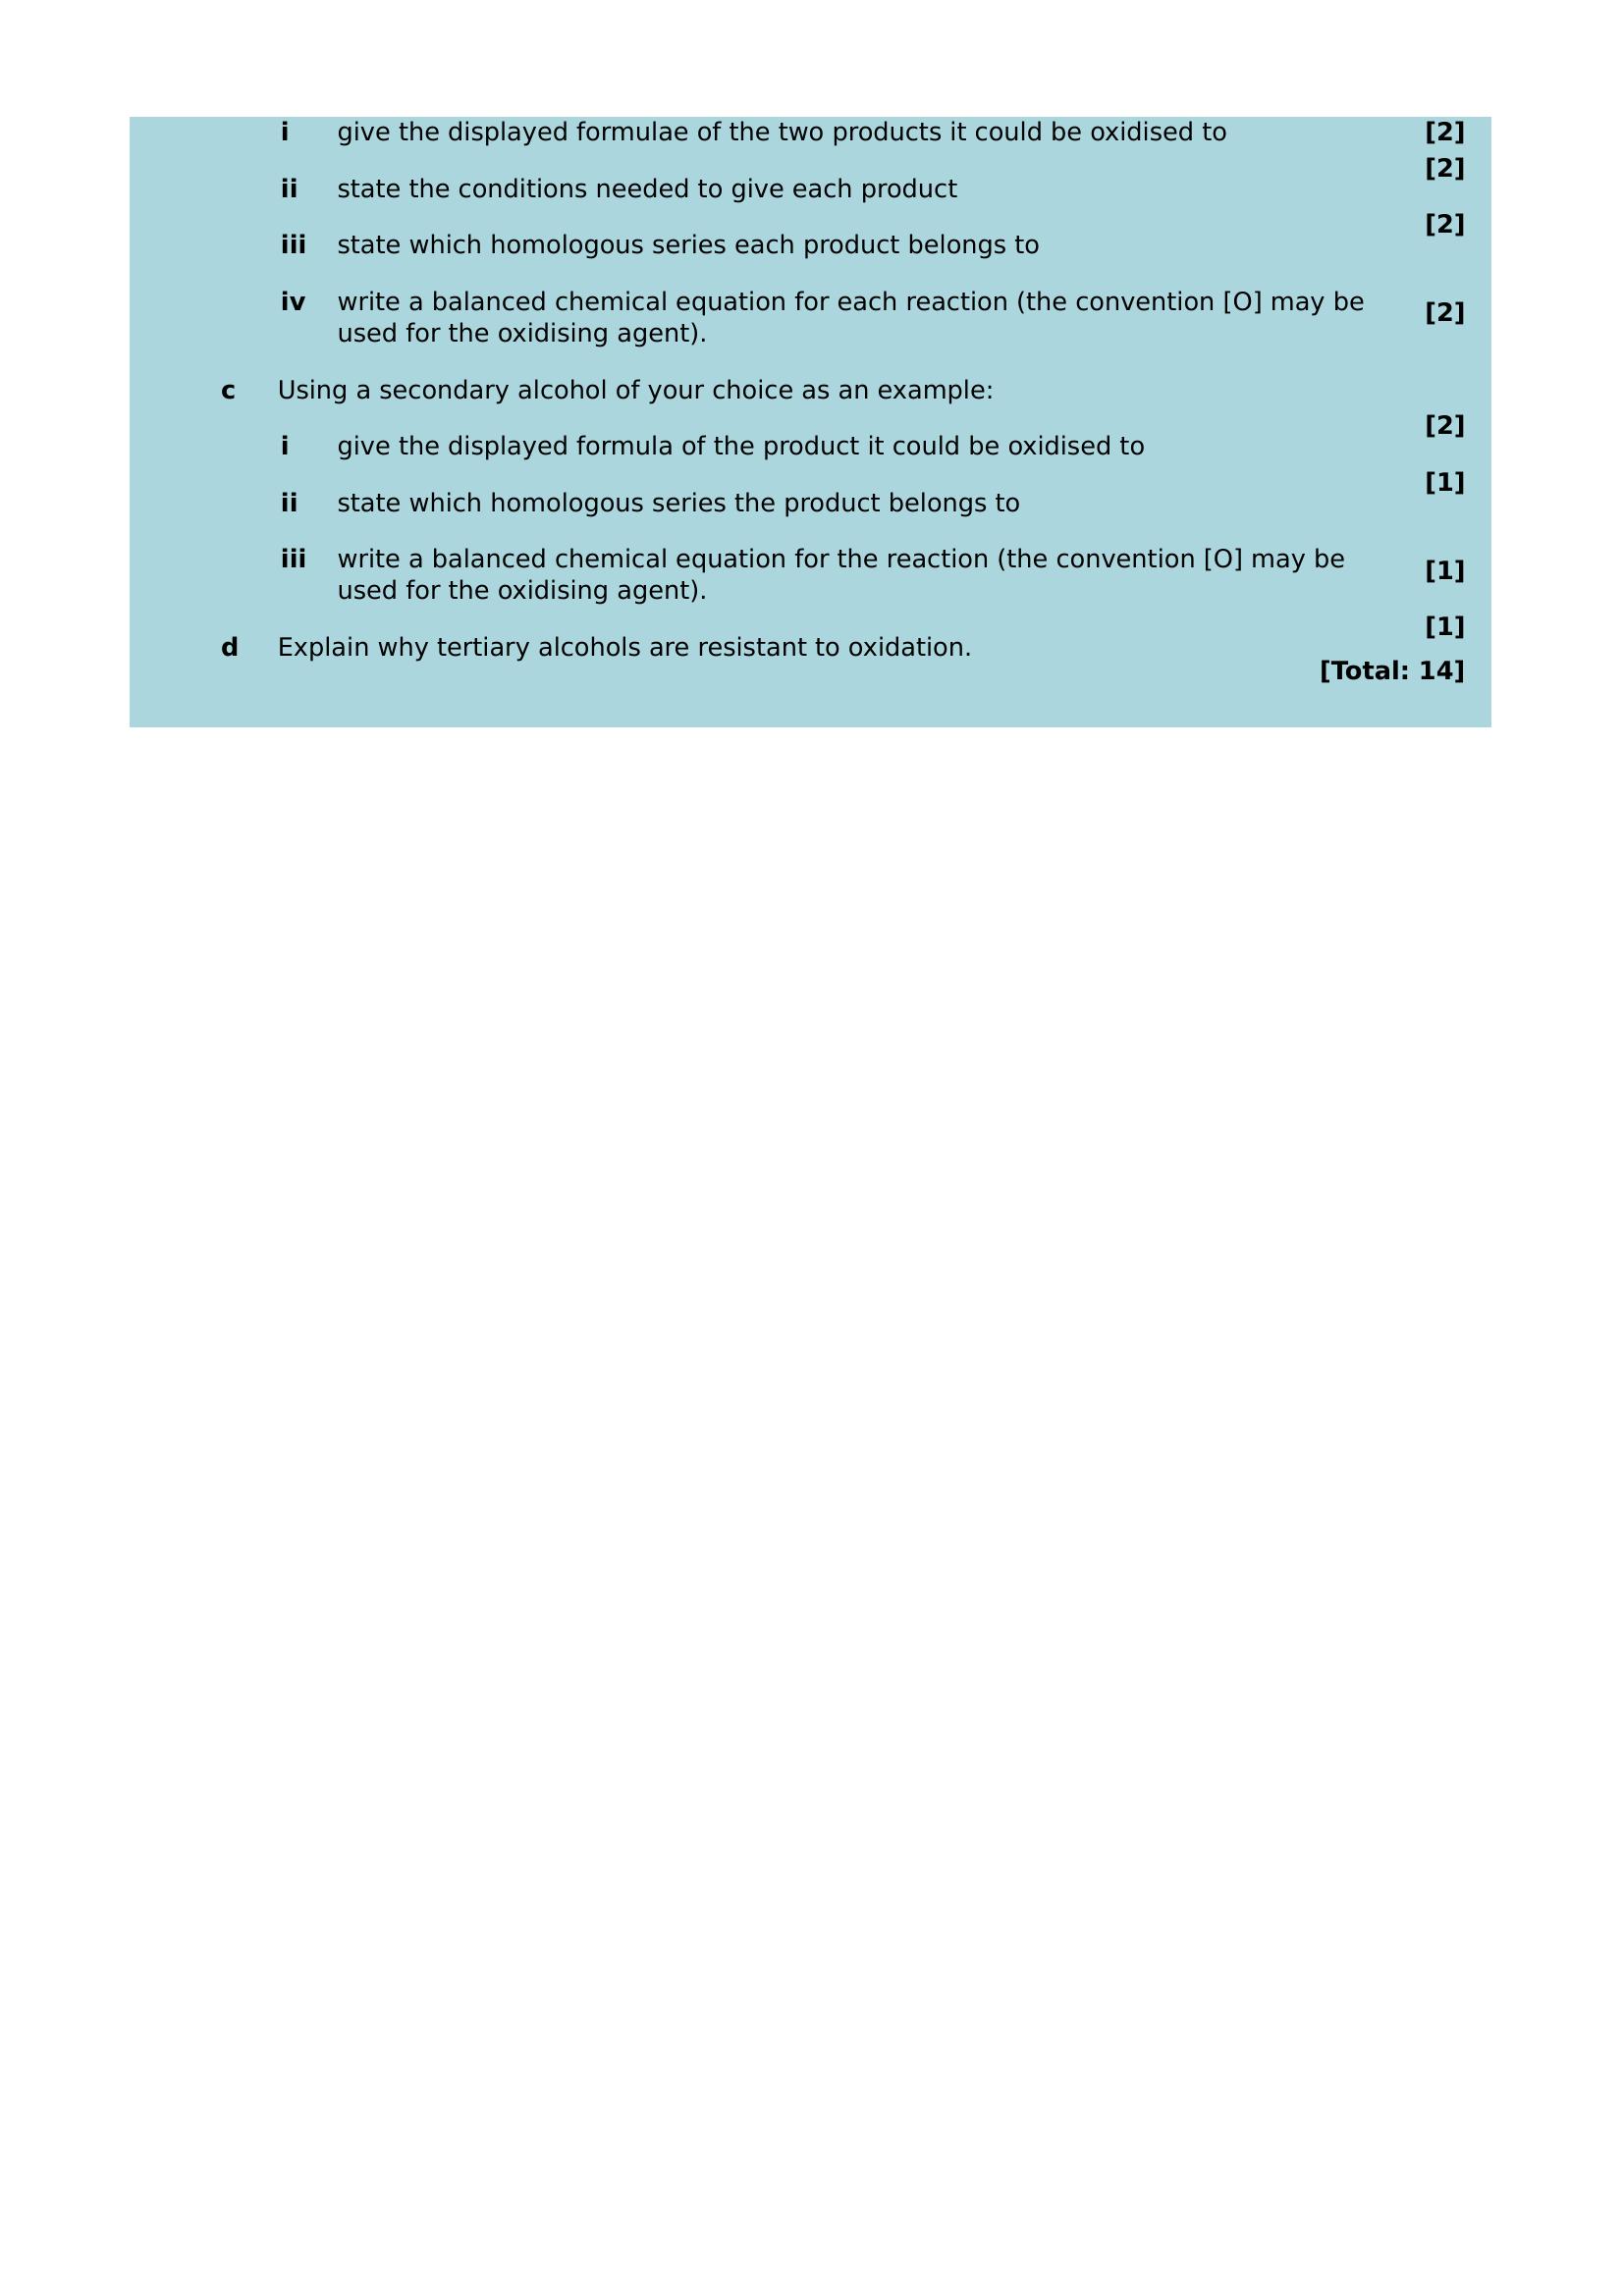 i give the displayed formulae of the two products it could be oxidised to [2]
[2]
ii state the conditions needed to give each product
[2]
iii state which homologous series each product belongs to
iv write a balanced chemical equation for each reaction (the convention [O] may be
used for the oxidising agent). [2]
c Using a secondary alcohol of your choice as an example:
[2]
i give the displayed formula of the product it could be oxidised to
[1]
ii state which homologous series the product belongs to
iii write a balanced chemical equation for the reaction (the convention [O] may be
used for the oxidising agent). [1]
[1]
d Explain why tertiary alcohols are resistant to oxidation.
[Total: 14]